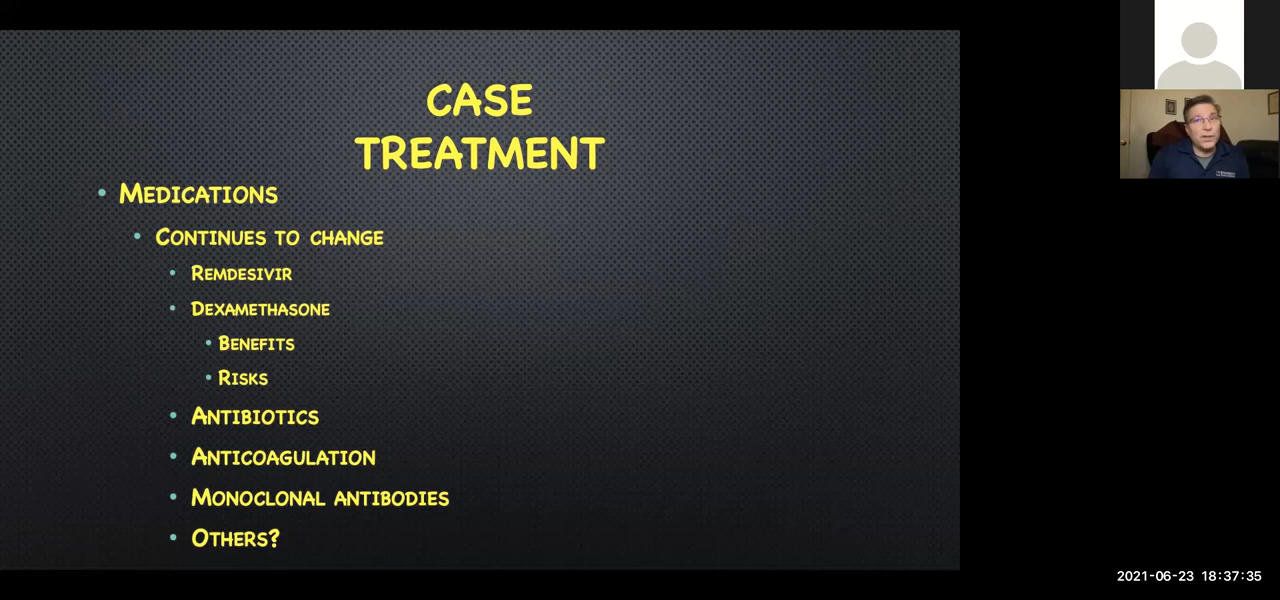 CASE
TREATMENT
• MEDICATIONS
• CONTINUES TO CHANGE
• REMDESIVIR
• DEXAMETHASONE
• BENEFITS
• RISKS
• ANTIBIOTICS
• ANTICOAGULATION
• MONOCLONAL ANTIBODIES
• OTHERS?
2021-06-23 18:37:35